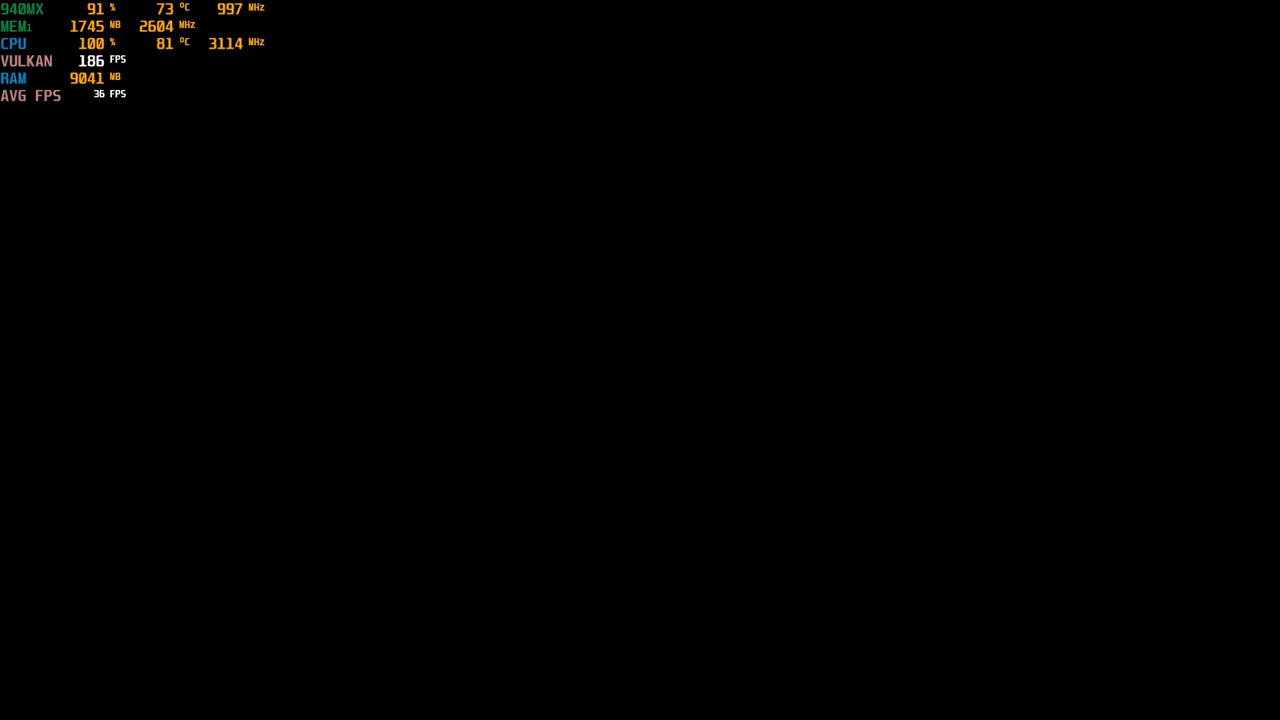 940MX 91 % 73 °C 997 MHz
MEM1 1745 MB 2604 MHz
CPU 100 % 81 °C 3114 MHz
VULKAN 186 FPS
RAM 9041 MB
AVG FPS 36 FPS